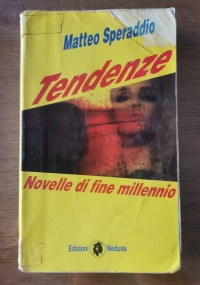 Matteo Speraddio
Tendenze
Novelle di fine millennio
Edizioni Medusa